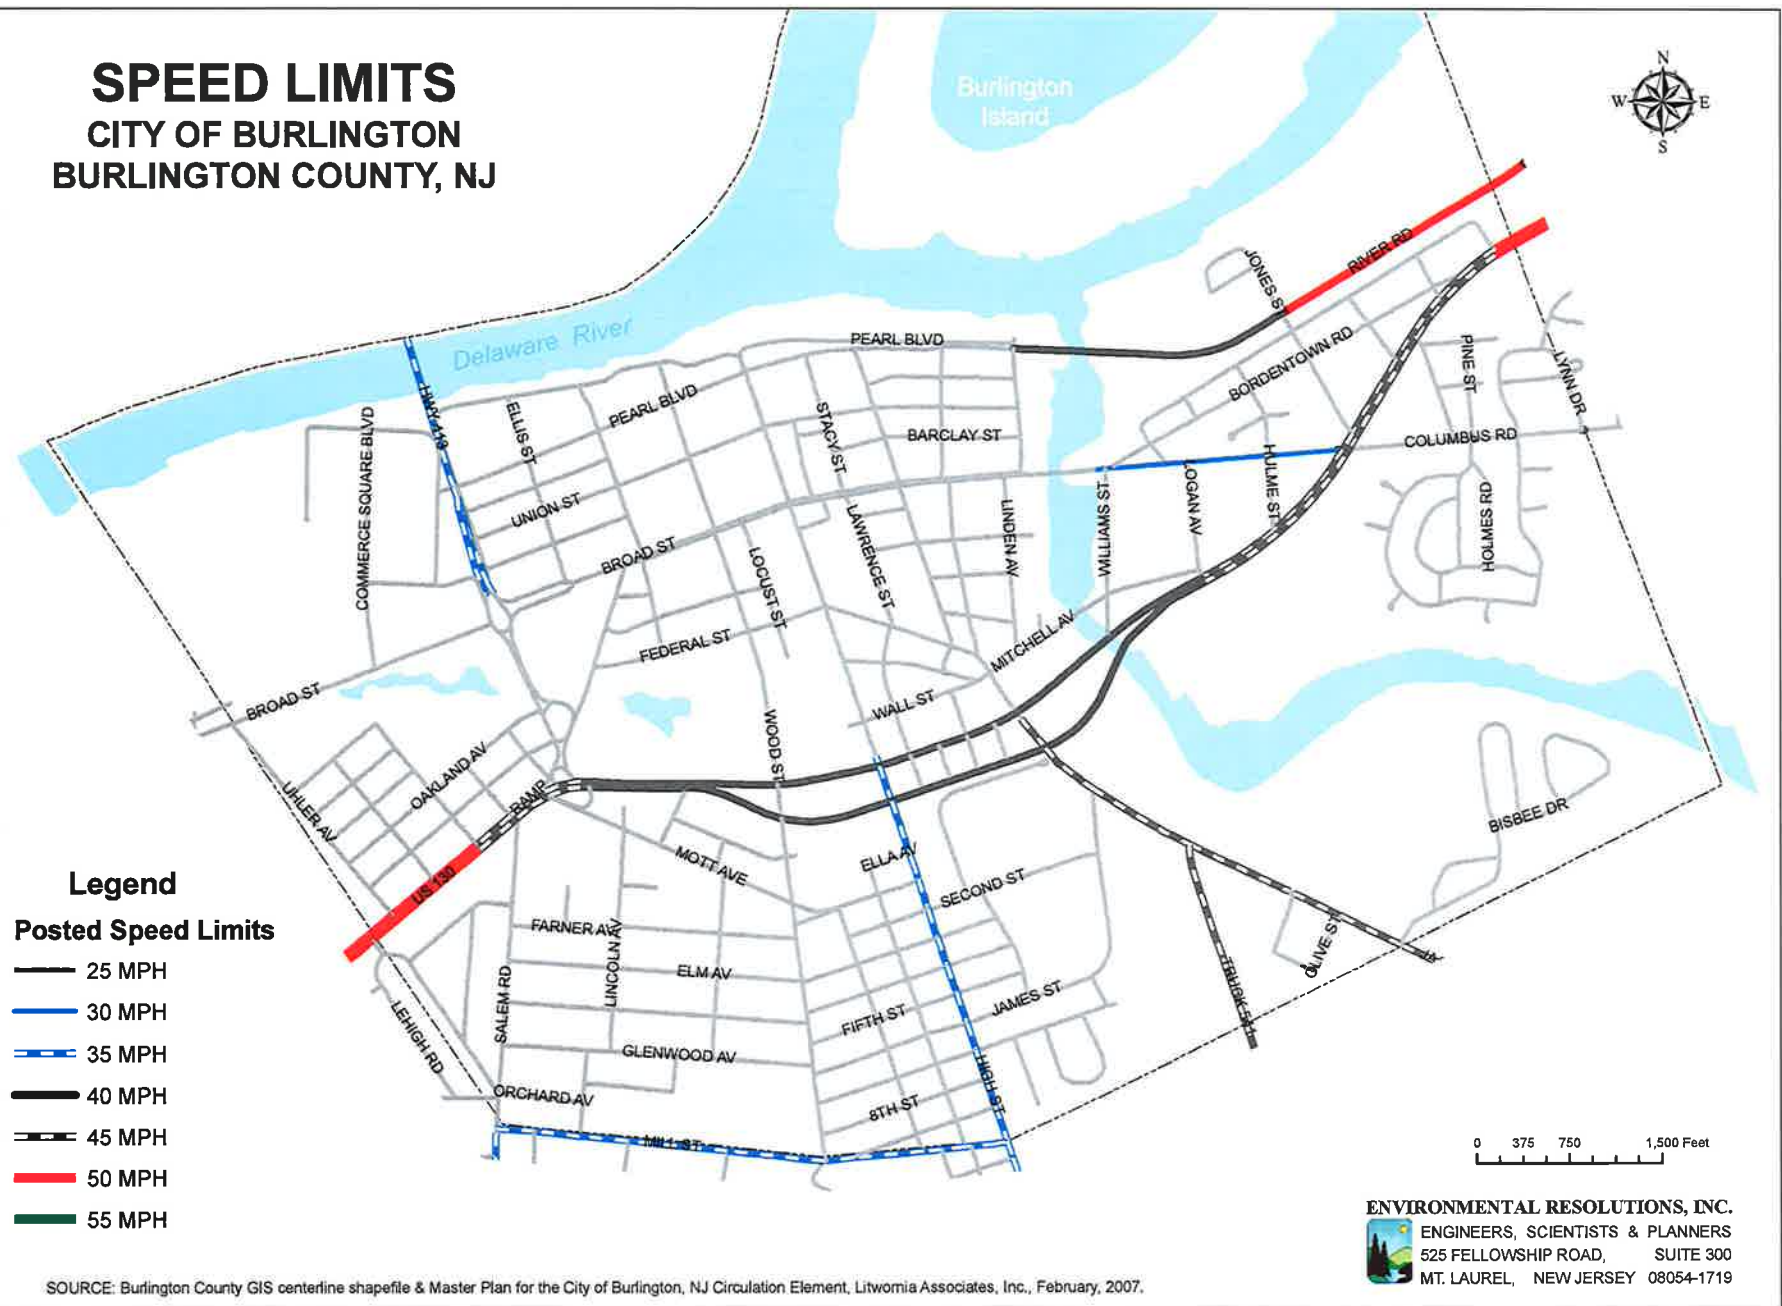 SPEED LIMITS
CITY OF BURLINGTON
BURLINGTON COUNTY, NJ
Burlington
Island
N
W
E
S
Delaware River
HWY 413
COMMERCE SQUARE BLVD
ELLIS ST
PEARL BLVD
PEARL BLVD
UNION ST
BROAD ST
STACY ST
BARCLAY ST
LAWRENCE ST
LOCUST ST
FEDERAL ST
LINDEN AV
WILLIAMS ST
LOGAN AV
HULME ST
JONES ST
RIVER RD
BORDENTOWN RD
PINE ST
LYNN DR
COLUMBUS RD
HOLMES RD
MITCHELL AV
WALL ST
WOOD ST
BROAD ST
OAKLAND AV
UHLER AV
RAMP
US 130
MOTT AVE
ELLA AV
SECOND ST
BISBEE DR
OLIVE ST
TRUCK 541
FARNER AV
LINCOLN AV
ELM AV
SALEM RD
LEHIGH RD
GLENWOOD AV
ORCHARD AV
FIFTH ST
JAMES ST
HIGH ST
8TH ST
MILL ST
Legend
Posted Speed Limits
25 MPH
30 MPH
35 MPH
40 MPH
45 MPH
50 MPH
55 MPH
0 375 750 1,500 Feet
ENVIRONMENTAL RESOLUTIONS, INC.
ENGINEERS, SCIENTISTS & PLANNERS
525 FELLOWSHIP ROAD, SUITE 300
MT. LAUREL, NEW JERSEY 08054-1719
SOURCE: Burlington County GIS centerline shapefile & Master Plan for the City of Burlington, NJ Circulation Element, Litwornia Associates, Inc., February, 2007.